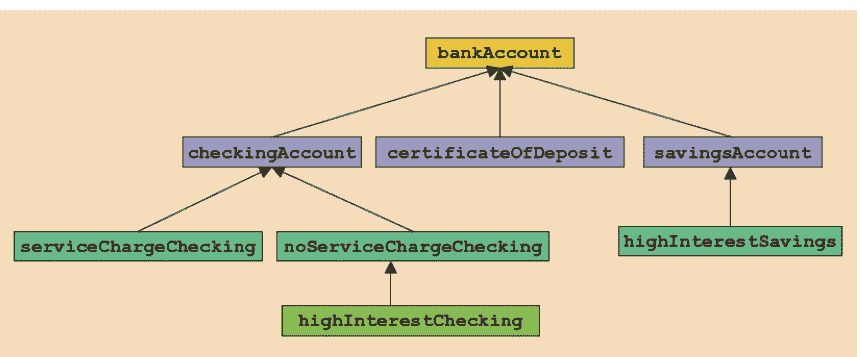 bankAccount
checkingAccount
certificateOfDeposit
savingsAccount
serviceChargeChecking
noServiceChargeChecking
highInterestSavings
highInterestChecking